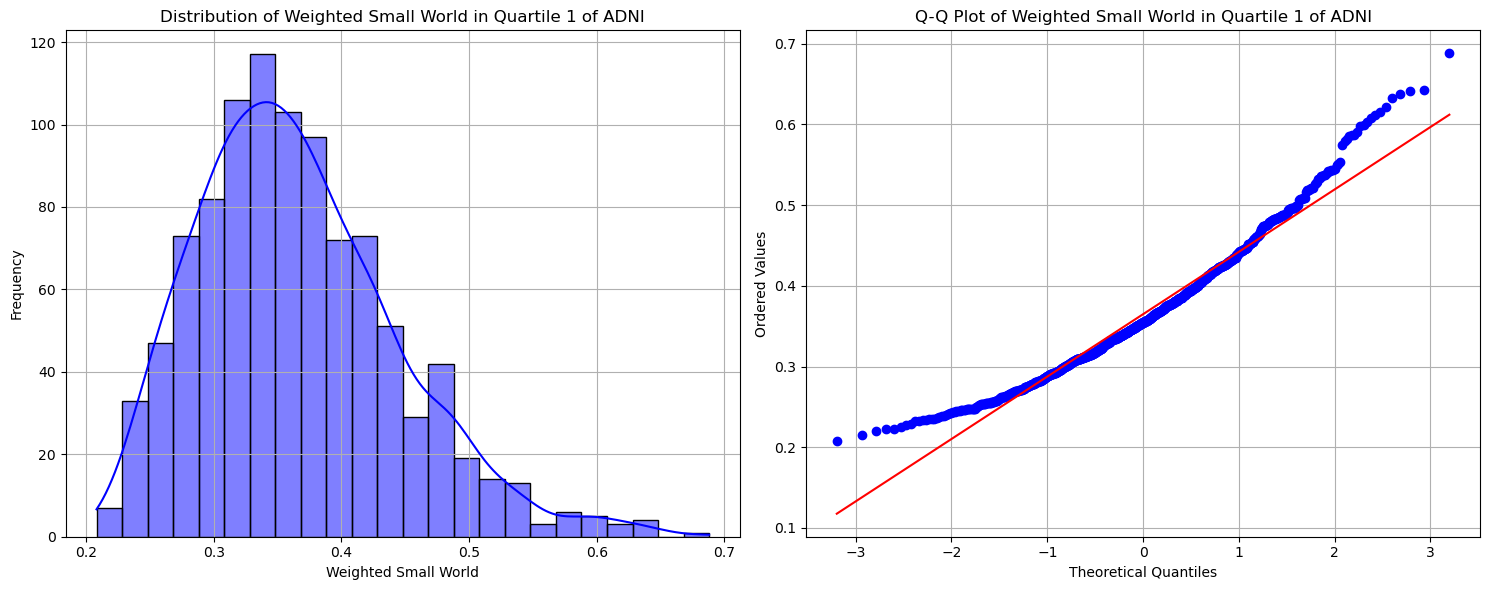 Distribution of Weighted Small World in Quartile 1 of ADNI
120
100
80
60
40
20
0
Frequency
0.2 0.3 0.4 0.5 0.6 0.7
Weighted Small World
Q-Q Plot of Weighted Small World in Quartile 1 of ADNI
0.7
0.6
0.5
0.4
0.3
0.2
0.1
Ordered Values
−3 −2 −1 0 1 2 3
Theoretical Quantiles